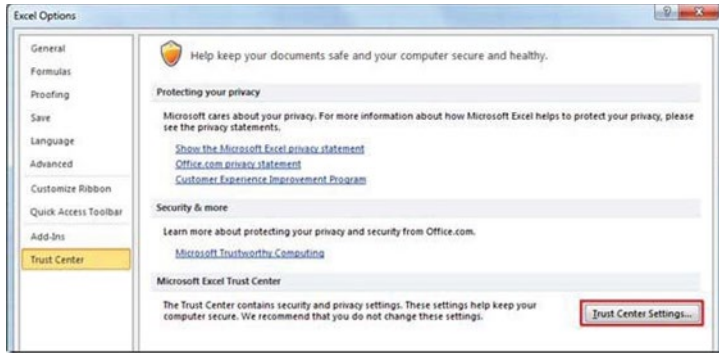 Excel Options
General
Formulas
Proofing
Save
Language
Advanced
Customize Ribbon
Quick Access Toolbar
Add-Ins
Trust Center
Help keep your documents safe and your computer secure and healthy.
Protecting your privacy
Microsoft cares about your privacy. For more information about how Microsoft Excel helps to protect your privacy, please
see the privacy statements.
Show the Microsoft Excel privacy statement
Office.com privacy statement
Customer Experience Improvement Program
Security & more
Learn more about protecting your privacy and security from Office.com.
Microsoft Trustworthy Computing
Microsoft Excel Trust Center
The Trust Center contains security and privacy settings. These settings help keep your
computer secure. We recommend that you do not change these settings.
Trust Center Settings...